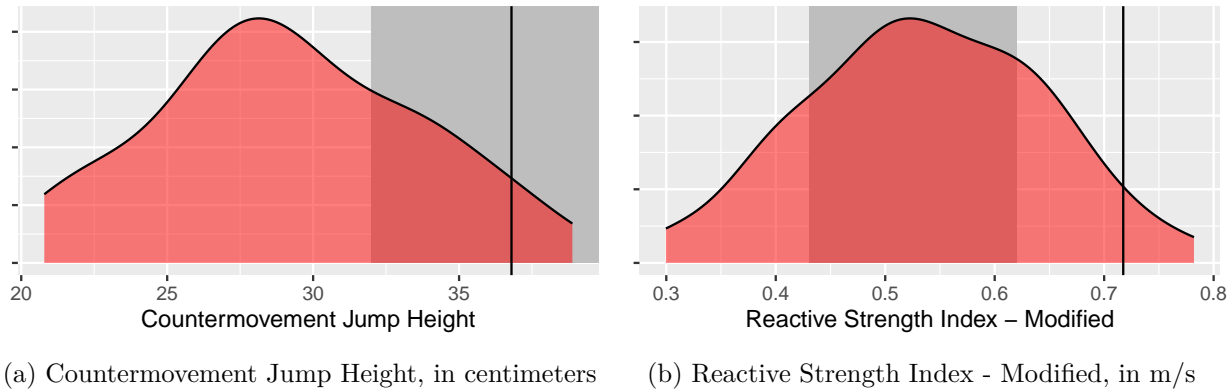 20 25 30 35
Countermovement Jump Height
(a) Countermovement Jump Height, in centimeters
0.3 0.4 0.5 0.6 0.7 0.8
Reactive Strength Index – Modified
(b) Reactive Strength Index - Modified, in m/s